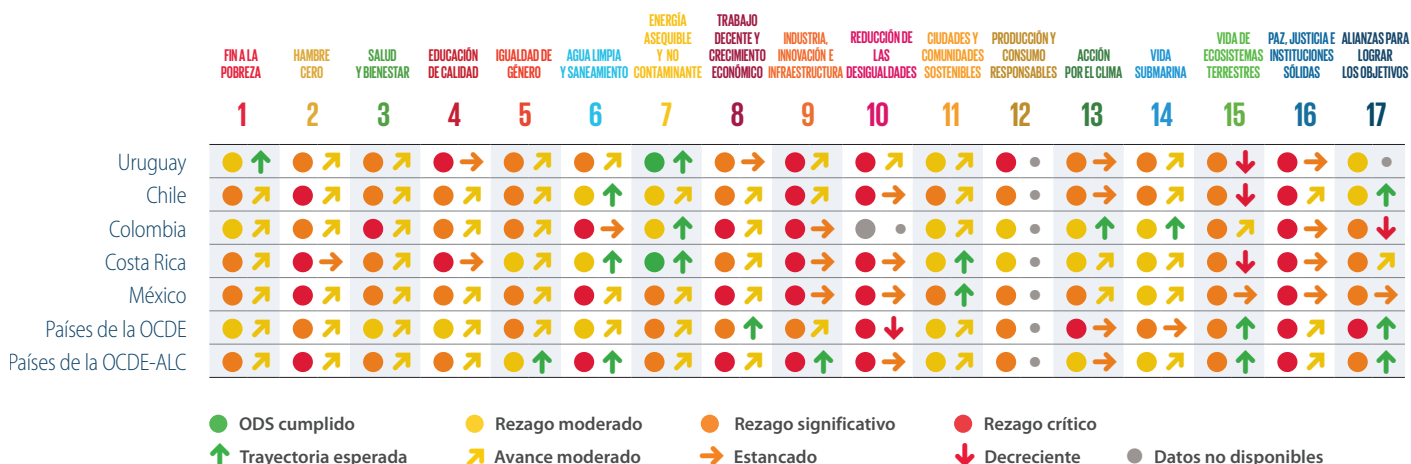 FIN A LA POBREZA
HAMBRE CERO
SALUD Y BIENESTAR
EDUCACIÓN DE CALIDAD
IGUALDAD DE GÉNERO
AGUA LIMPIA Y SANEAMIENTO
ENERGÍA ASEQUIBLE Y NO CONTAMINANTE
TRABAJO DECENTE Y CRECIMIENTO ECONÓMICO
INDUSTRIA, INNOVACIÓN E INFRAESTRUCTURA
REDUCCIÓN DE LAS DESIGUALDADES
CIUDADES Y COMUNIDADES SOSTENIBLES
PRODUCCIÓN Y CONSUMO RESPONSABLES
ACCIÓN POR EL CLIMA
VIDA SUBMARINA
VIDA DE ECOSISTEMAS TERRESTRES
PAZ, JUSTICIA E INSTITUCIONES SÓLIDAS
ALIANZAS PARA LOGRAR LOS OBJETIVOS
1 2 3 4 5 6 7 8 9 10 11 12 13 14 15 16 17
Uruguay
Chile
Colombia
Costa Rica
México
Países de la OCDE
Países de la OCDE-ALC
ODS cumplido Rezago moderado Rezago significativo Rezago crítico
Trayectoria esperada Avance moderado Estancado Decreciente Datos no disponibles